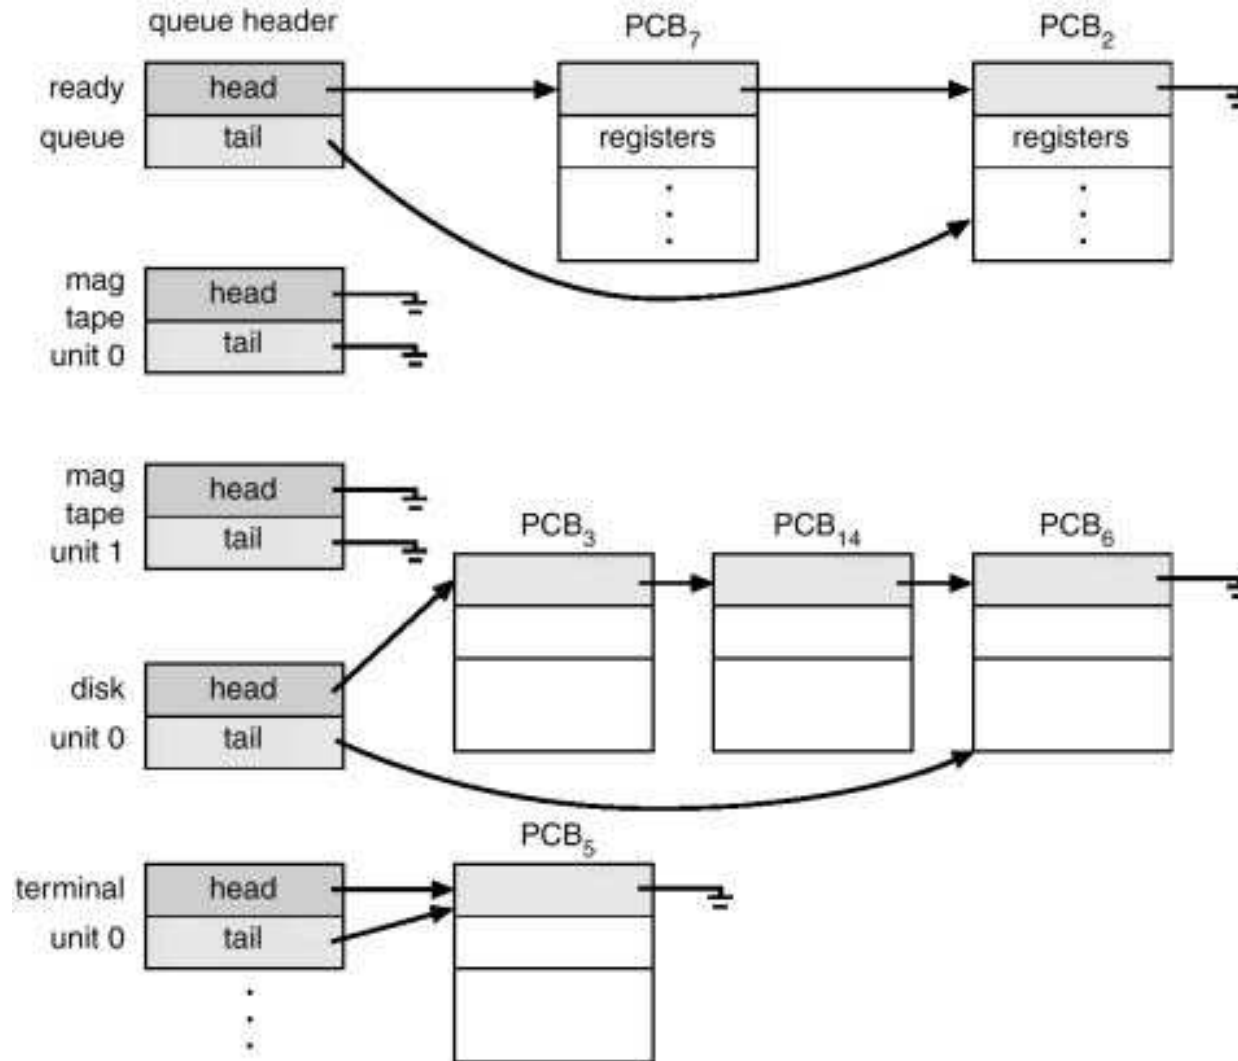 queue header
PCB7
PCB2
ready
queue
head
tail
registers
registers
mag
tape
unit 0
head
tail
mag
tape
unit 1
head
tail
PCB3
PCB14
PCB6
disk
unit 0
head
tail
PCB5
terminal
unit 0
head
tail